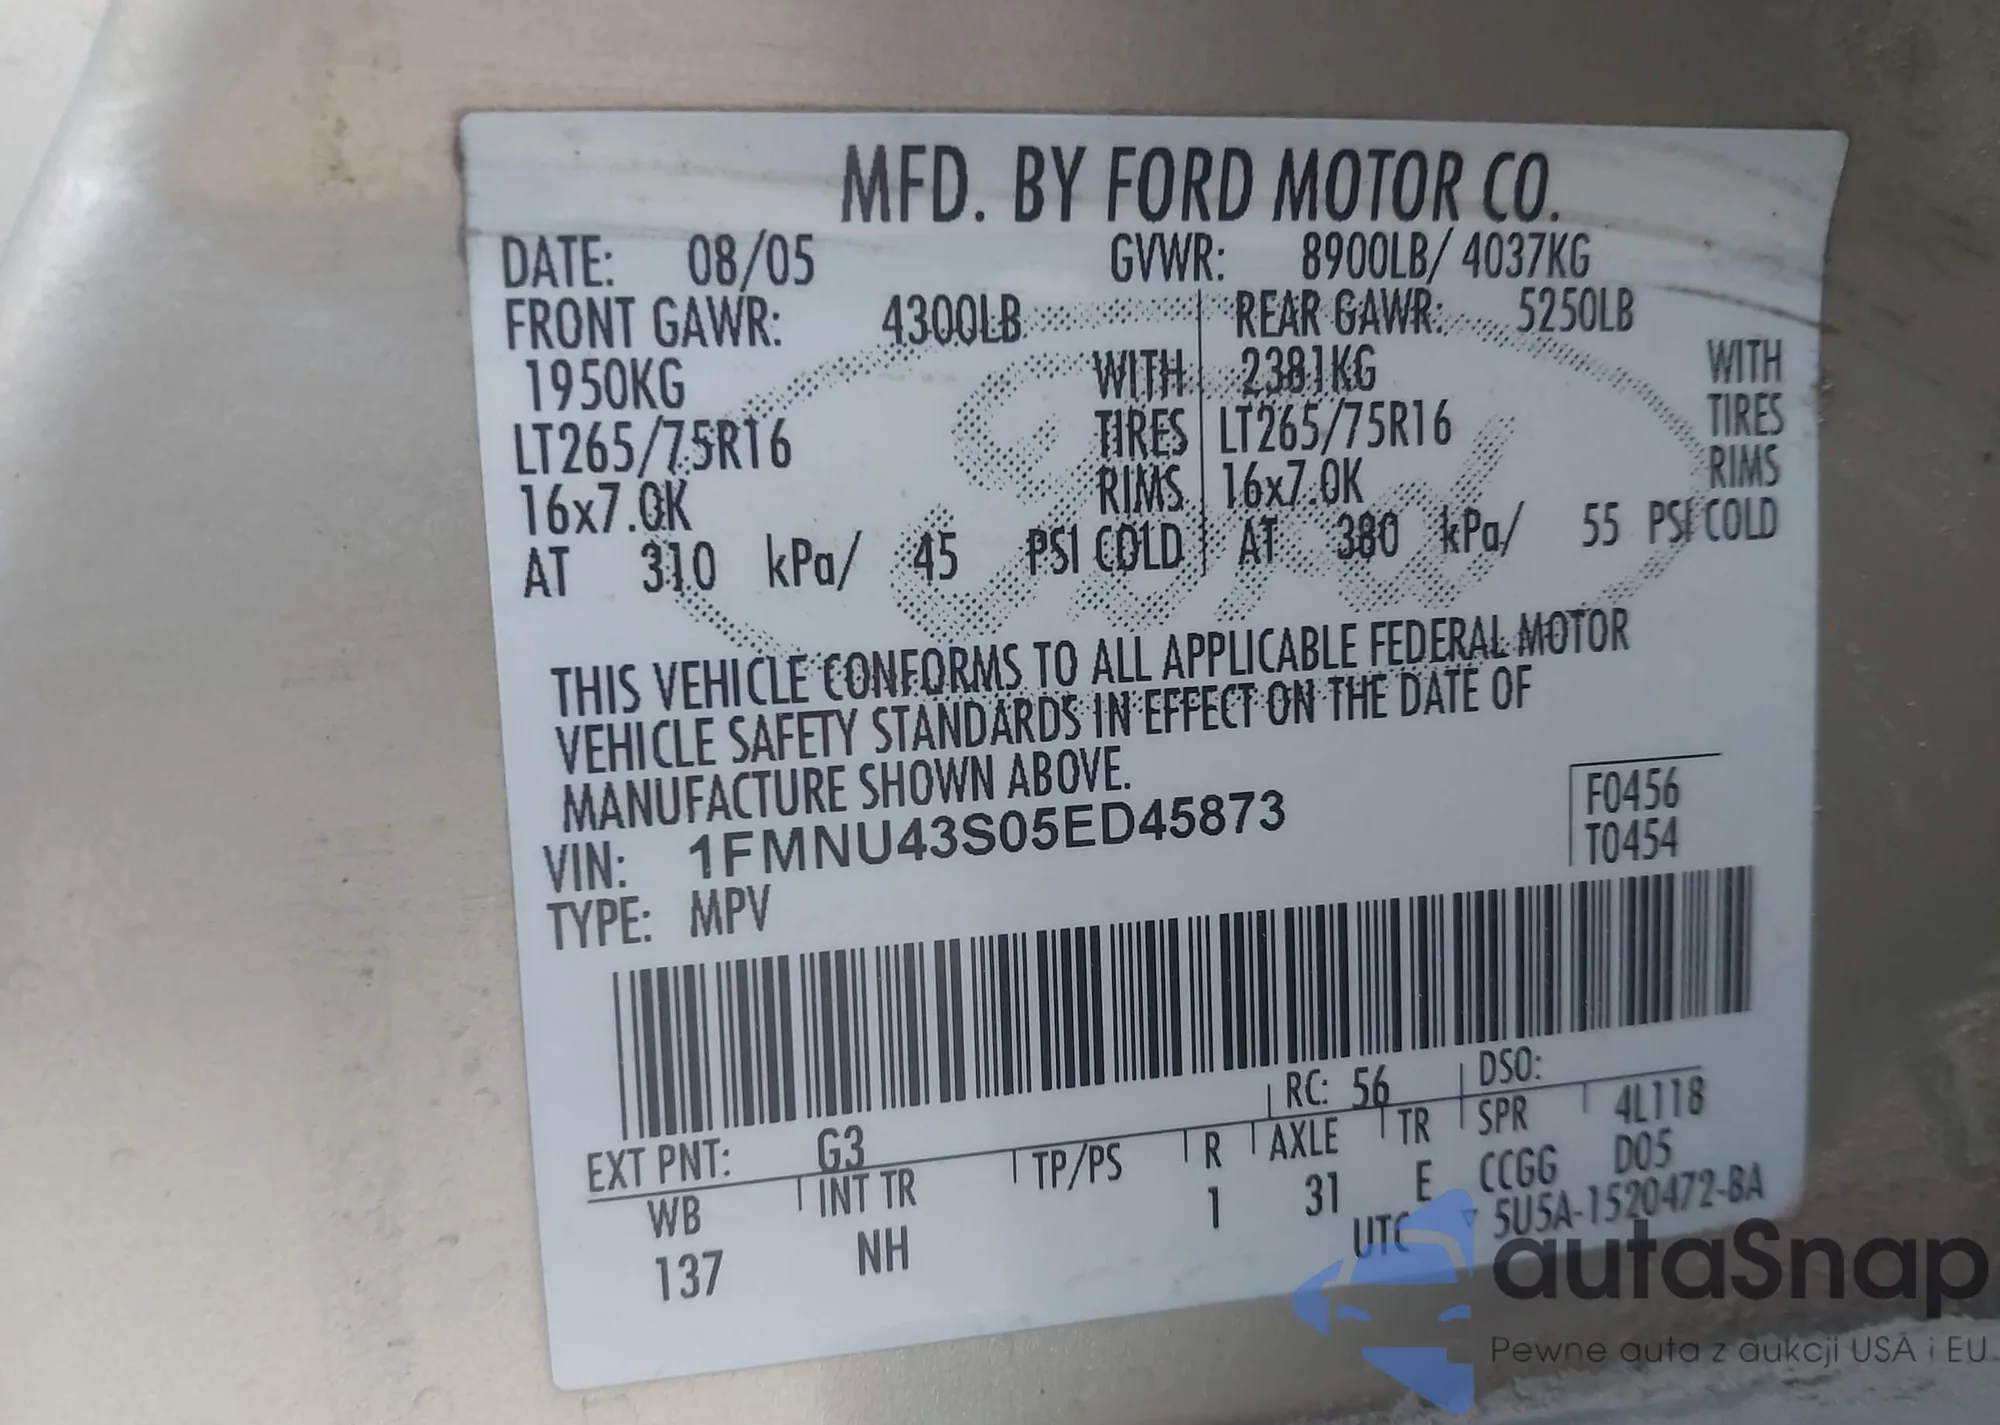 MFD. BY FORD MOTOR CO.
DATE: 08/05 GVWR: 8900LB/ 4037KG
FRONT GAWR: 4300LB REAR GAWR: 5250LB
1950KG WITH 2381KG WITH
LT265/75R16 TIRES LT265/75R16 TIRES
16x7.0K RIMS 16x7.0K RIMS
AT 310 kPa/ 45 PSI COLD AT 380 kPa/ 55 PSI COLD
THIS VEHICLE CONFORMS TO ALL APPLICABLE FEDERAL MOTOR
VEHICLE SAFETY STANDARDS IN EFFECT ON THE DATE OF
MANUFACTURE SHOWN ABOVE.
VIN: 1FMNU43S05ED45873
TYPE: MPV
F0456
T0454
EXT PNT: G3 RC: 56 DSO:
WB INT TR TP/PS R AXLE TR SPR 4L118
137 NH 1 31 E CCGG D05
UTC 5U5A-1520472-BA
Ford
autaSnap
Pewne auta z aukcji USA i EU